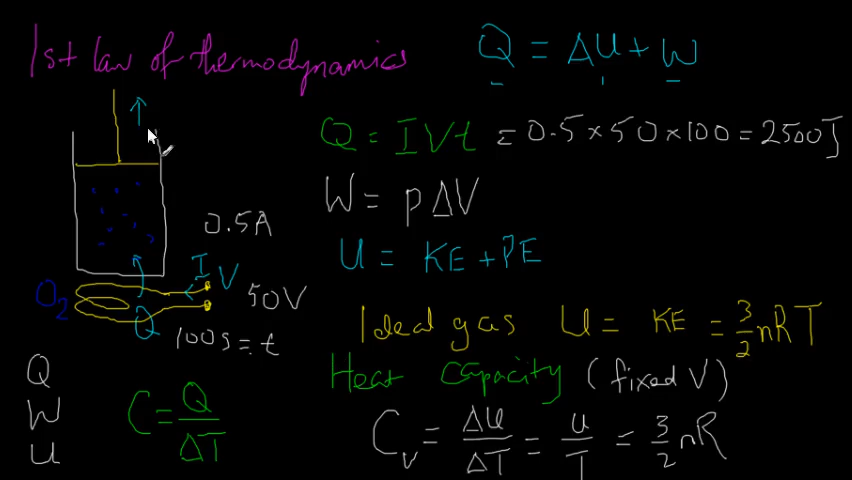 1st law of thermodynamics
Q = ΔU + W
Q = IVt = 0.5×50×100 = 2500J
W = pΔV
0.5A
U = KE + PE
I
V
50V
O2
Q
100s = t
Ideal gas U = KE = 3/2 nRT
Heat Capacity (fixed V)
Q
W
U
C = Q/ΔT
Cv = ΔU/ΔT = U/T = 3/2 nR